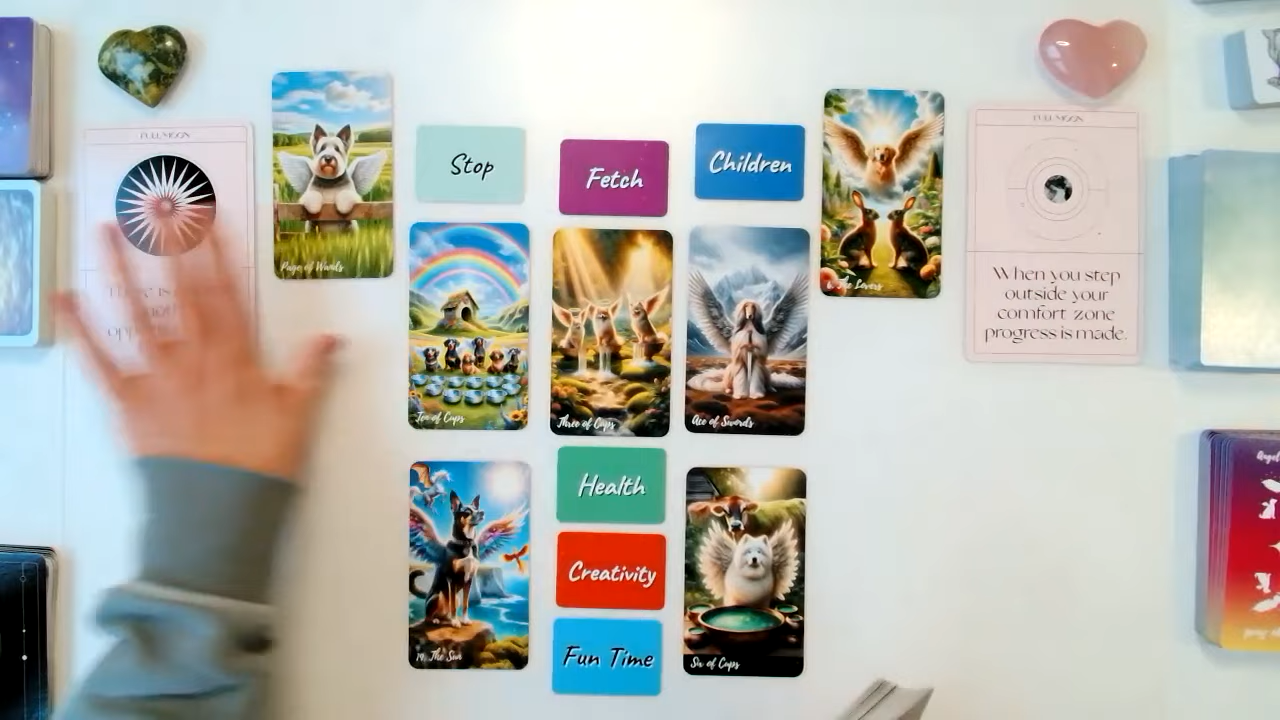 FULL MOON
FULL MOON
Stop
Fetch
Children
Page of Wands
6. The Lovers
When you step
outside your
comfort zone
progress is made.
Ten of Cups
Three of Cups
Ace of Swords
Health
Creativity
Fun Time
19. The Sun
Six of Cups